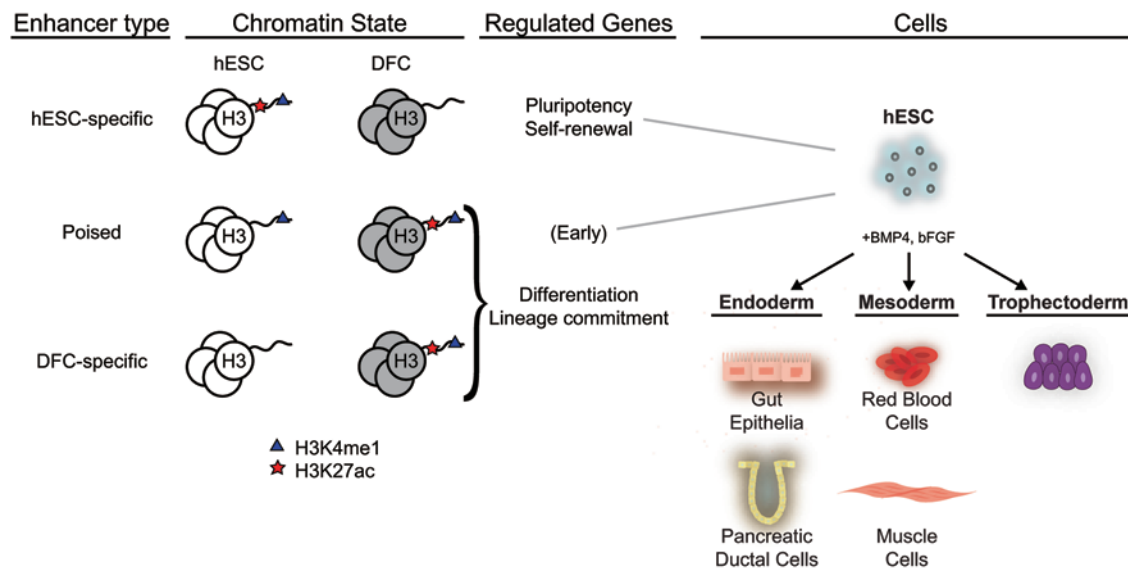 Enhancer type
Chromatin State
Regulated Genes
Cells
hESC
DFC
hESC-specific
H3
H3
Pluripotency
Self-renewal
hESC
Poised
H3
H3
(Early)
+BMP4, bFGF
Differentiation
Lineage commitment
Endoderm
Mesoderm
Trophectoderm
DFC-specific
H3
H3
Gut
Epithelia
Red Blood
Cells
H3K4me1
H3K27ac
Pancreatic
Ductal Cells
Muscle
Cells